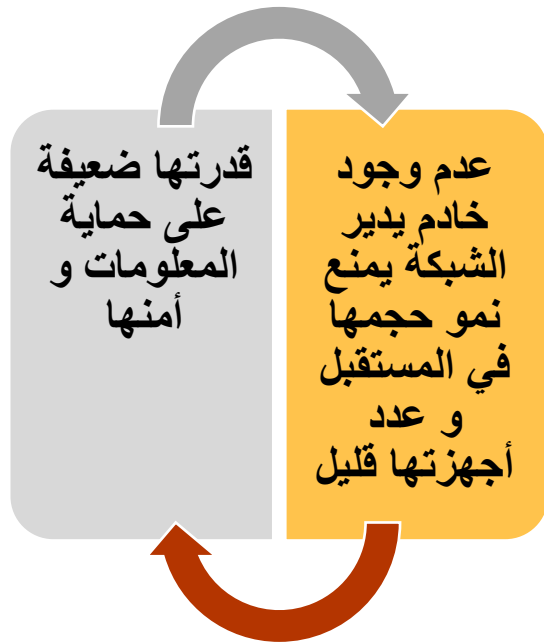 عدم وجود
خادم يدير
الشبكة يمنع
نمو حجمها
في المستقبل
و عدد
أجهزتها قليل
قدرتها ضعيفة
على حماية
المعلومات و
أمنها